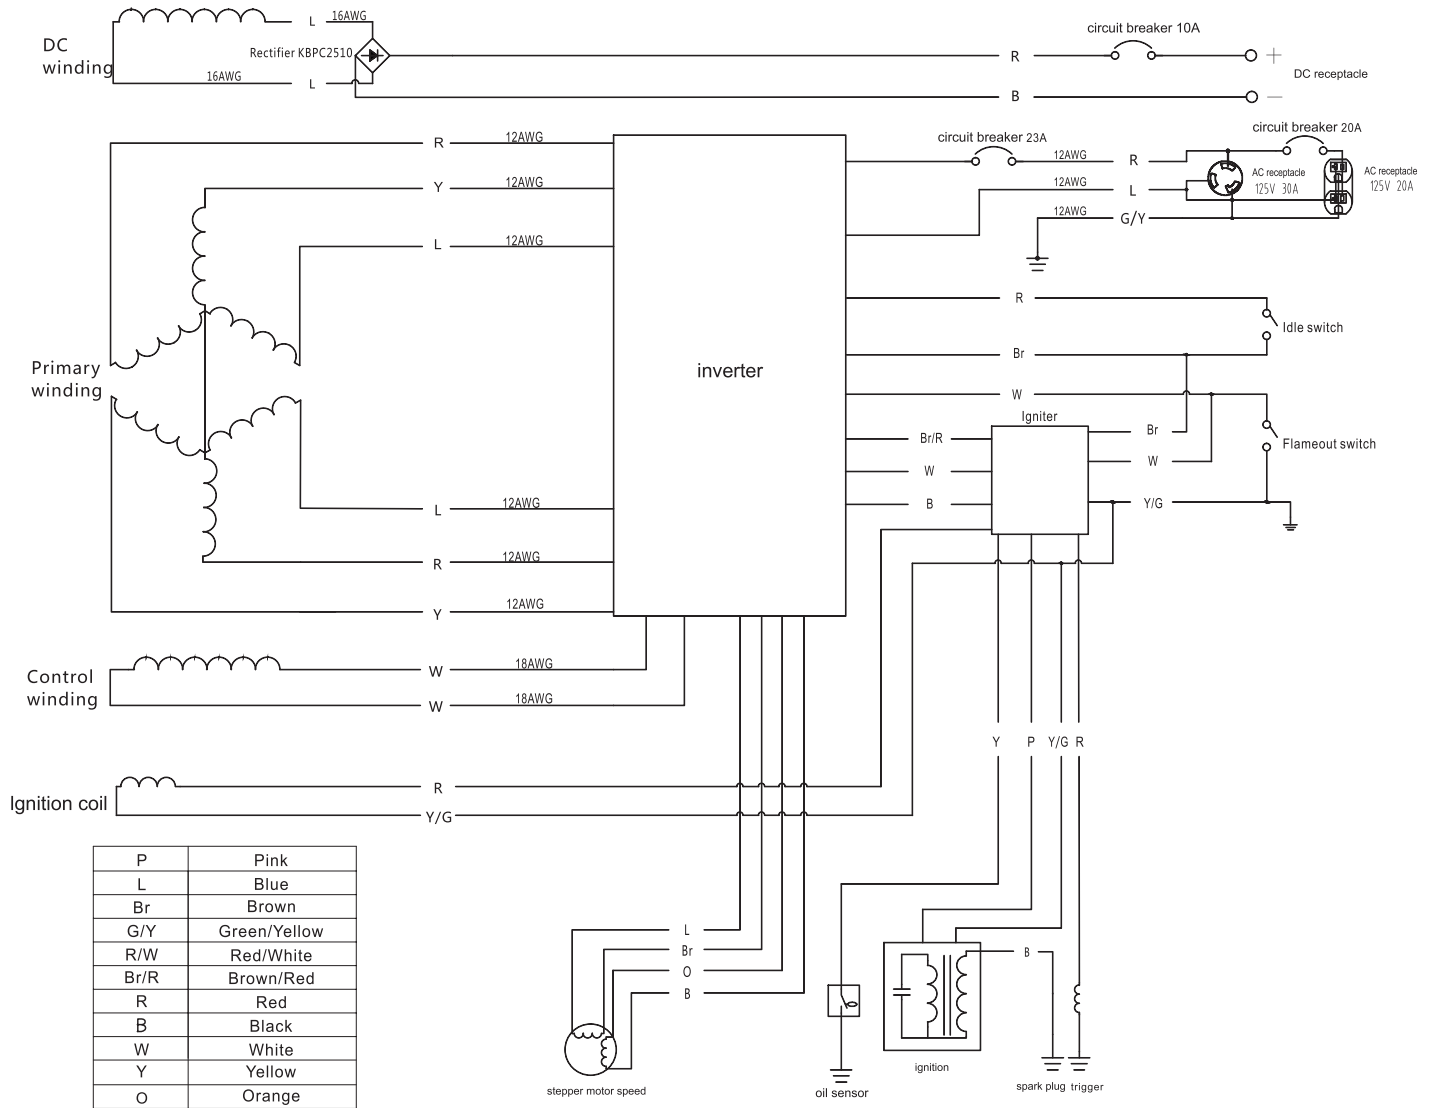 L 16AWG
circuit breaker 10A
DC
winding
Rectifier KBPC2510
R
+
DC receptacle
16AWG
L
B
−
R 12AWG
circuit breaker 23A
circuit breaker 20A
12AWG
R
AC receptacle
125V 30A
AC receptacle
125V 20A
Y 12AWG
12AWG
L
12AWG
G/Y
L 12AWG
R
Idle switch
Br
Primary
winding
inverter
W
Igniter
Br/R
Br
Flameout switch
W
W
B
Y/G
L 12AWG
R 12AWG
Y 12AWG
Control
winding
W 18AWG
W 18AWG
Y P Y/G R
Ignition coil
R
Y/G
P Pink
L Blue
Br Brown
G/Y Green/Yellow
R/W Red/White
Br/R Brown/Red
R Red
B Black
W White
Y Yellow
O Orange
L
Br
O
B
B
stepper motor speed
oil sensor
ignition
spark plug
trigger